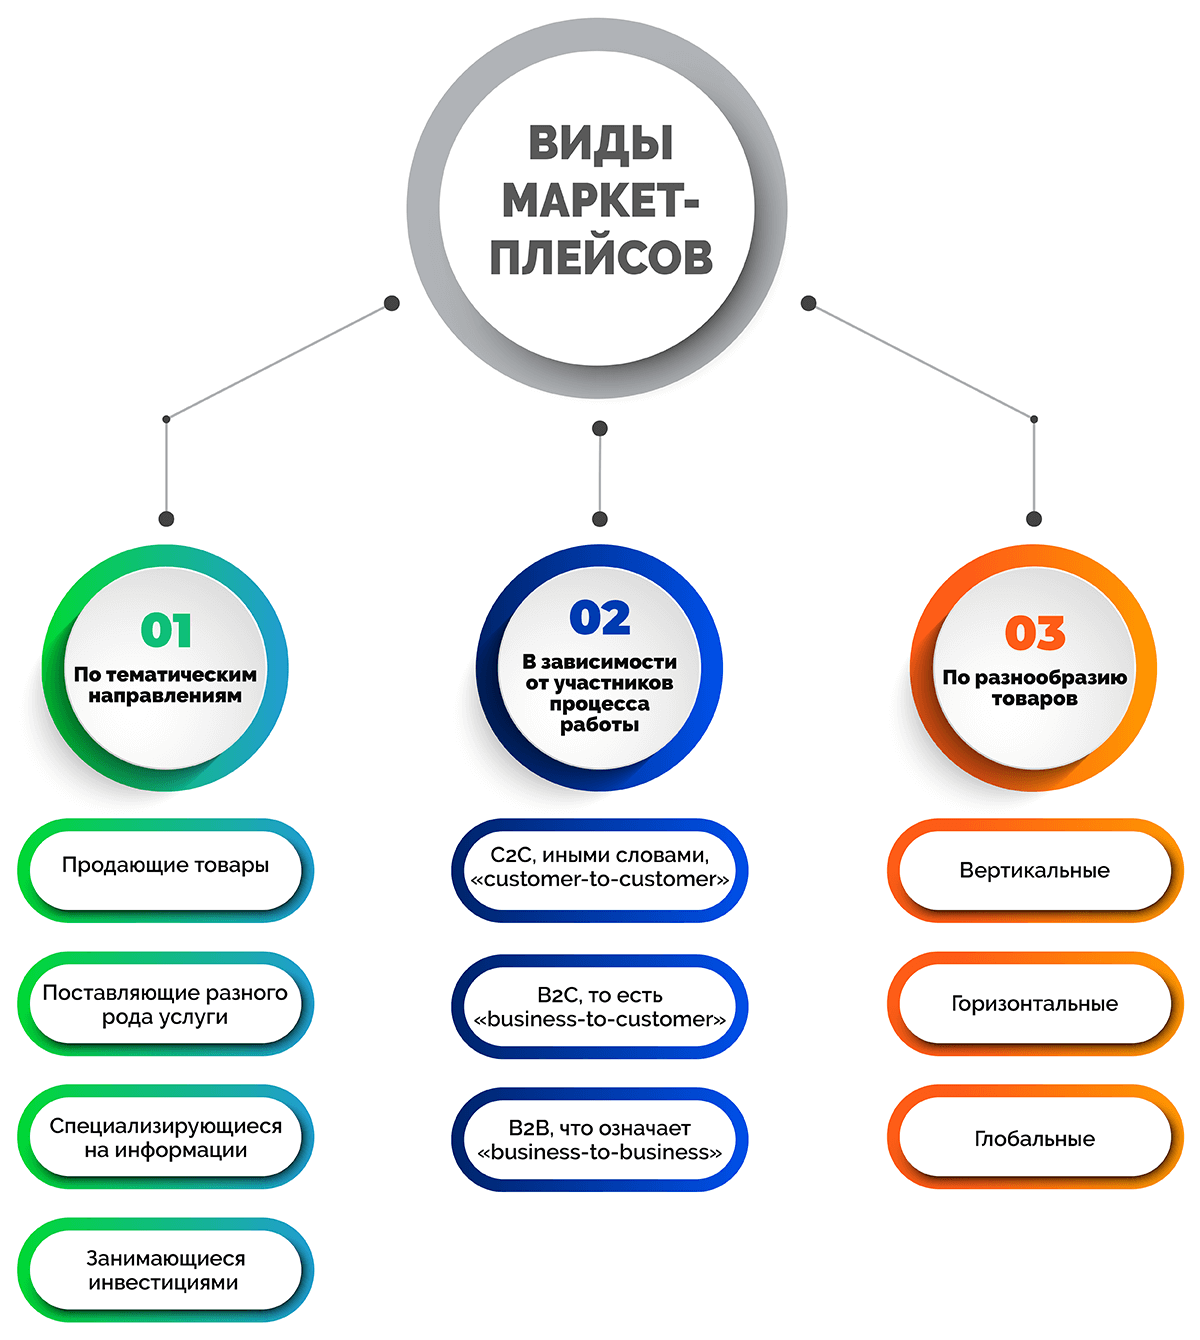 ВИДЫ
МАРКЕТ-
ПЛЕЙСОВ
01
По тематическим
направлениям
Продающие товары
Поставляющие разного
рода услуги
Специализирующиеся
на информации
Занимающиеся
инвестициями
02
В зависимости
от участников
процесса
работы
C2C, иными словами,
«customer-to-customer»
B2C, то есть
«business-to-customer»
B2B, что означает
«business-to-business»
03
По разнообразию
товаров
Вертикальные
Горизонтальные
Глобальные